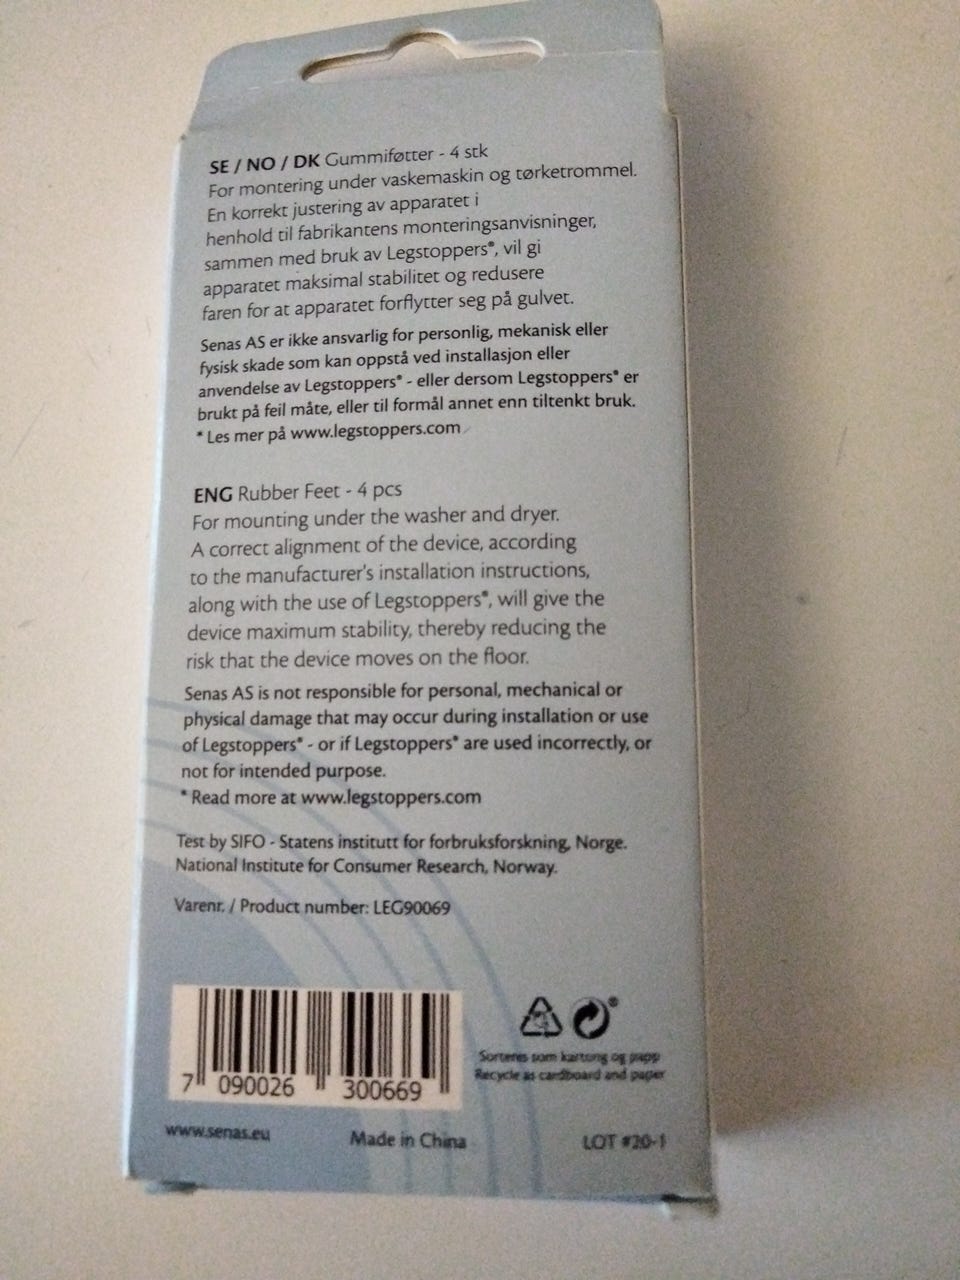 SE / NO / DK Gummiføtter - 4 stk
For montering under vaskemaskin og tørketrommel.
En korrekt justering av apparatet i
henhold til fabrikantens monteringsanvisninger,
sammen med bruk av Legstoppers®, vil gi
apparatet maksimal stabilitet og redusere
faren for at apparatet forflytter seg på gulvet.
Senas AS er ikke ansvarlig for personlig, mekanisk eller
fysisk skade som kan oppstå ved installasjon eller
anvendelse av Legstoppers® - eller dersom Legstoppers® er
brukt på feil måte, eller til formål annet enn tiltenkt bruk.
* Les mer på www.legstoppers.com
ENG Rubber Feet - 4 pcs
For mounting under the washer and dryer.
A correct alignment of the device, according
to the manufacturer's installation instructions,
along with the use of Legstoppers®, will give the
device maximum stability, thereby reducing the
risk that the device moves on the floor.
Senas AS is not responsible for personal, mechanical or
physical damage that may occur during installation or use
of Legstoppers® - or if Legstoppers® are used incorrectly, or
not for intended purpose.
* Read more at www.legstoppers.com
Test by SIFO - Statens institutt for forbruksforskning, Norge.
National Institute for Consumer Research, Norway.
Varenr. / Product number: LEG90069
7 090026 300669
Sorteres som kartong og papp
Recycle as cardboard and paper
www.senas.eu Made in China LOT #20-1